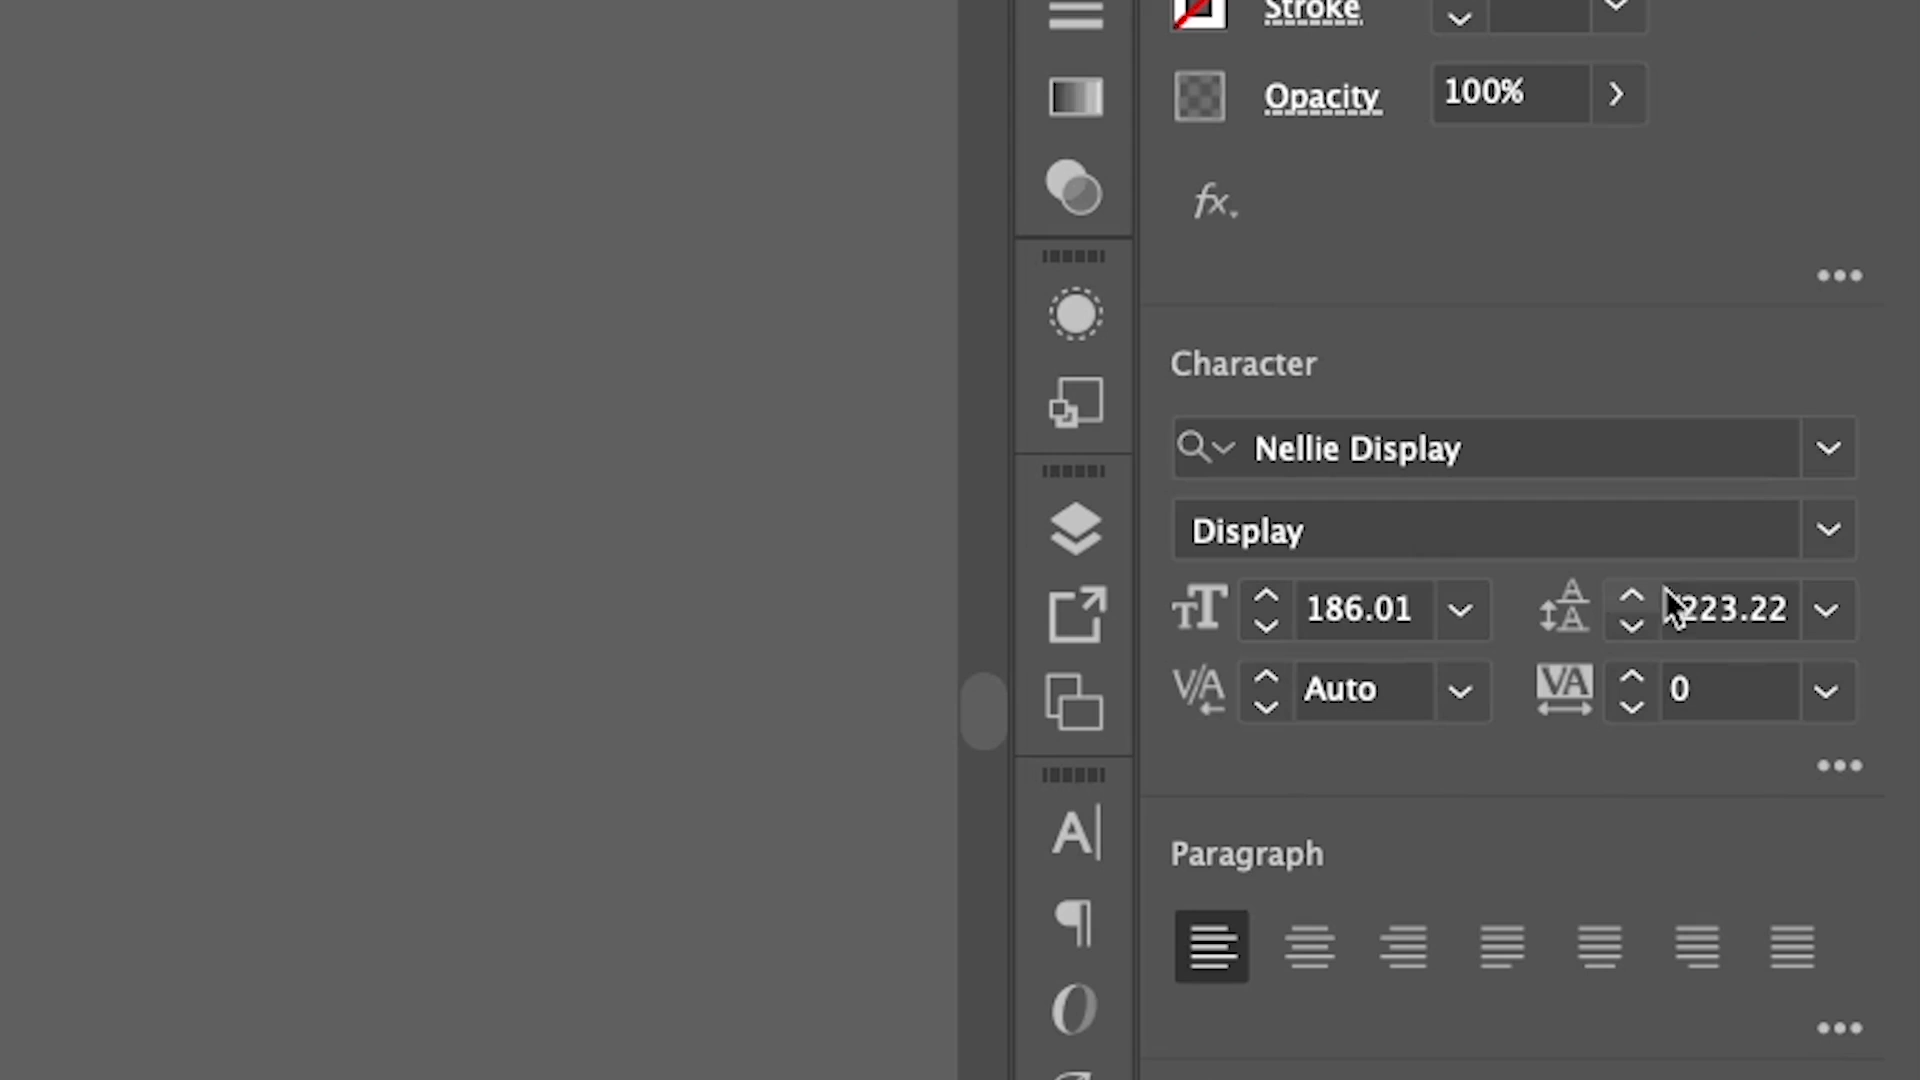 Stroke
Opacity 100%
fx
Character
Nellie Display
Display
186.01 223.22
Auto 0
Paragraph